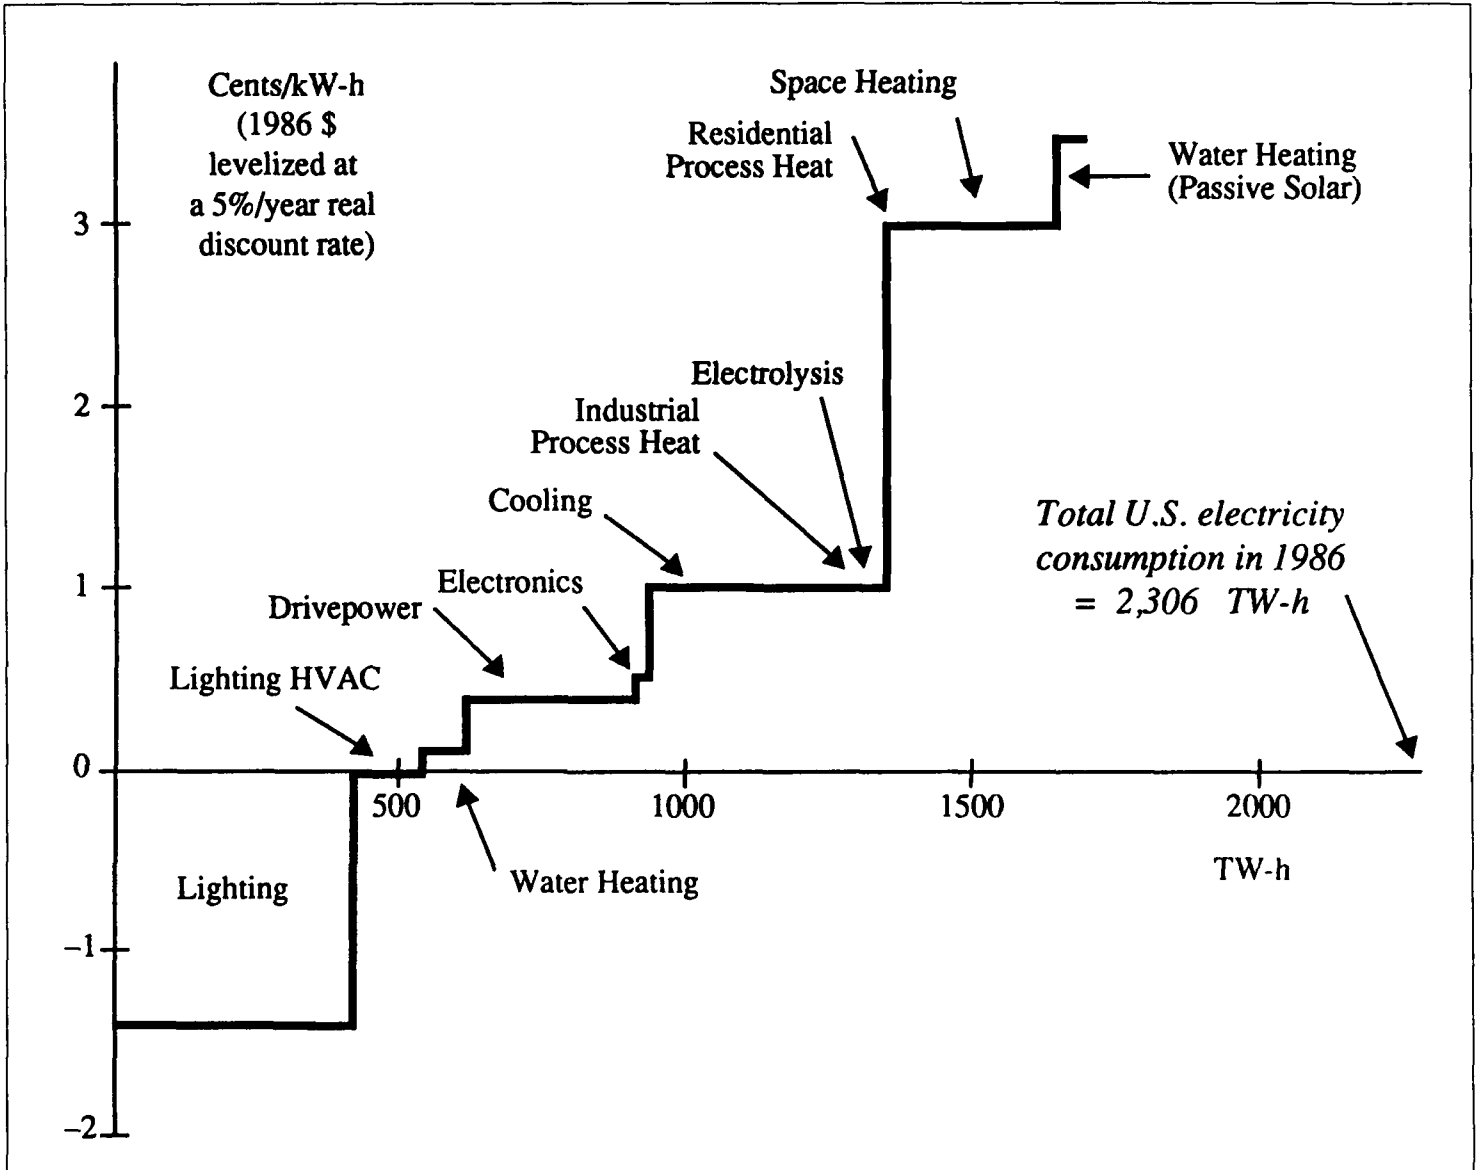 Cents/kW-h
(1986 $
levelized at
a 5%/year real
discount rate)
Space Heating
Residential
Process Heat
Water Heating
(Passive Solar)
3
Electrolysis
2
Industrial
Process Heat
Cooling
Total U.S. electricity
consumption in 1986
= 2,306 TW-h
1
Electronics
Drivepower
Lighting HVAC
0
500
1000
1500
2000
TW-h
Water Heating
Lighting
−1
−2